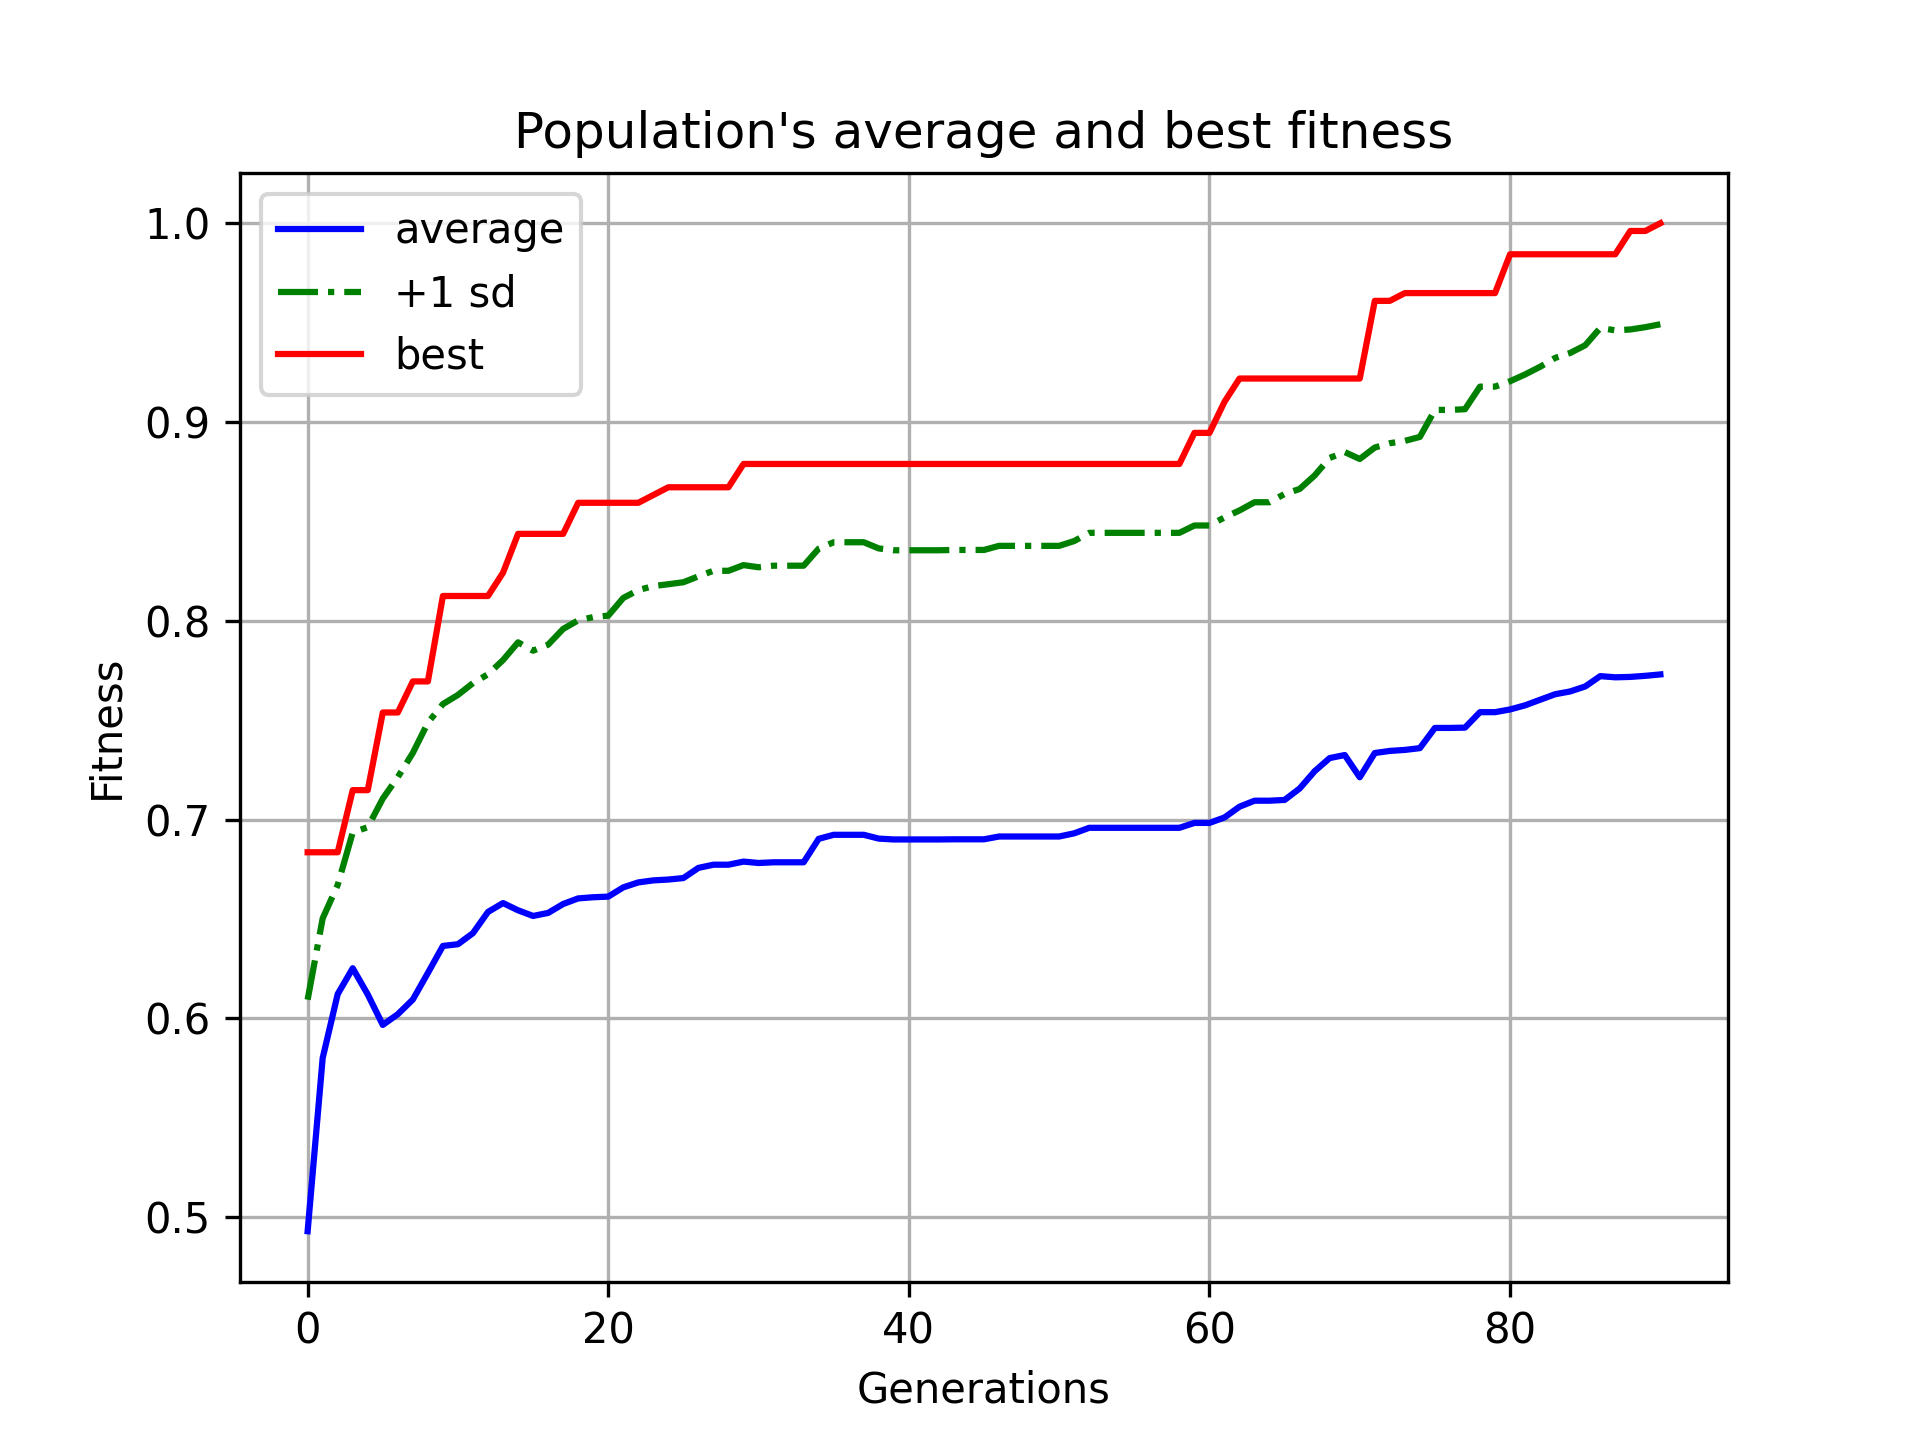 Population's average and best fitness
average
+1 sd
best
1.0
0.9
0.8
0.7
0.6
0.5
Fitness
0
20
40
60
80
Generations